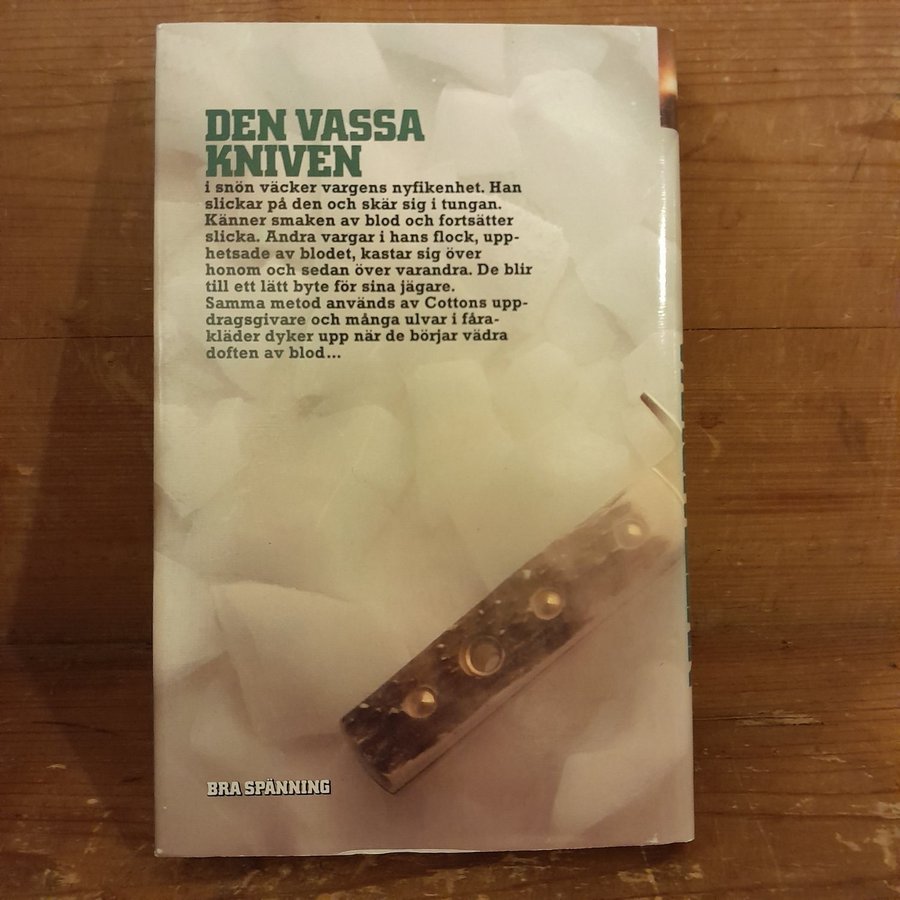 DEN VASSA
KNIVEN
i snön väcker vargens nyfikenhet. Han
slickar på den och skär sig i tungan.
Känner smaken av blod och fortsätter
slicka. Andra vargar i hans flock, upp-
hetsade av blodet, kastar sig över
honom och sedan över varandra. De blir
till ett lätt byte för sina jägare.
Samma metod används av Cottons upp-
dragsgivare och många ulvar i fåra-
kläder dyker upp när de börjar vädra
doften av blod...
BRA SPÄNNING